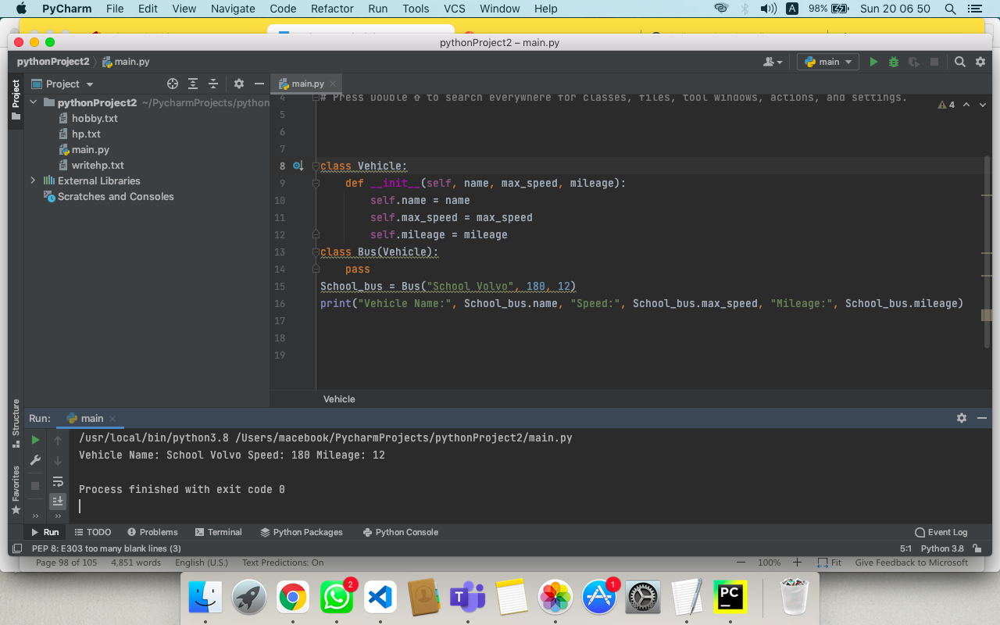 PyCharm File Edit View Navigate Code Refactor Run Tools VCS Window Help A 98% Sun 20 06 50
pythonProject2 – main.py
pythonProject2 main.py main
Project
Project
main.py
pythonProject2 ~/PycharmProjects/python
hobby.txt
hp.txt
main.py
writehp.txt
External Libraries
Scratches and Consoles
4 # Press Double ⇧ to search everywhere for classes, files, tool windows, actions, and settings.
4
5
6
7
8 class Vehicle:
9 def __init__(self, name, max_speed, mileage):
10 self.name = name
11 self.max_speed = max_speed
12 self.mileage = mileage
13 class Bus(Vehicle):
14 pass
15 School_bus = Bus("School Volvo", 180, 12)
16 print("Vehicle Name:", School_bus.name, "Speed:", School_bus.max_speed, "Mileage:", School_bus.mileage)
17
18
19
Vehicle
Structure
Favorites
Run: main
/usr/local/bin/python3.8 /Users/macebook/PycharmProjects/pythonProject2/main.py
Vehicle Name: School Volvo Speed: 180 Mileage: 12
Process finished with exit code 0
Run TODO Problems Terminal Python Packages Python Console Event Log
PEP 8: E303 too many blank lines (3) 5:1 Python 3.8
Page 98 of 105 4,851 words English (U.S.) Text Predictions: On 100% Fit Give Feedback to Microsoft
2
1
PC